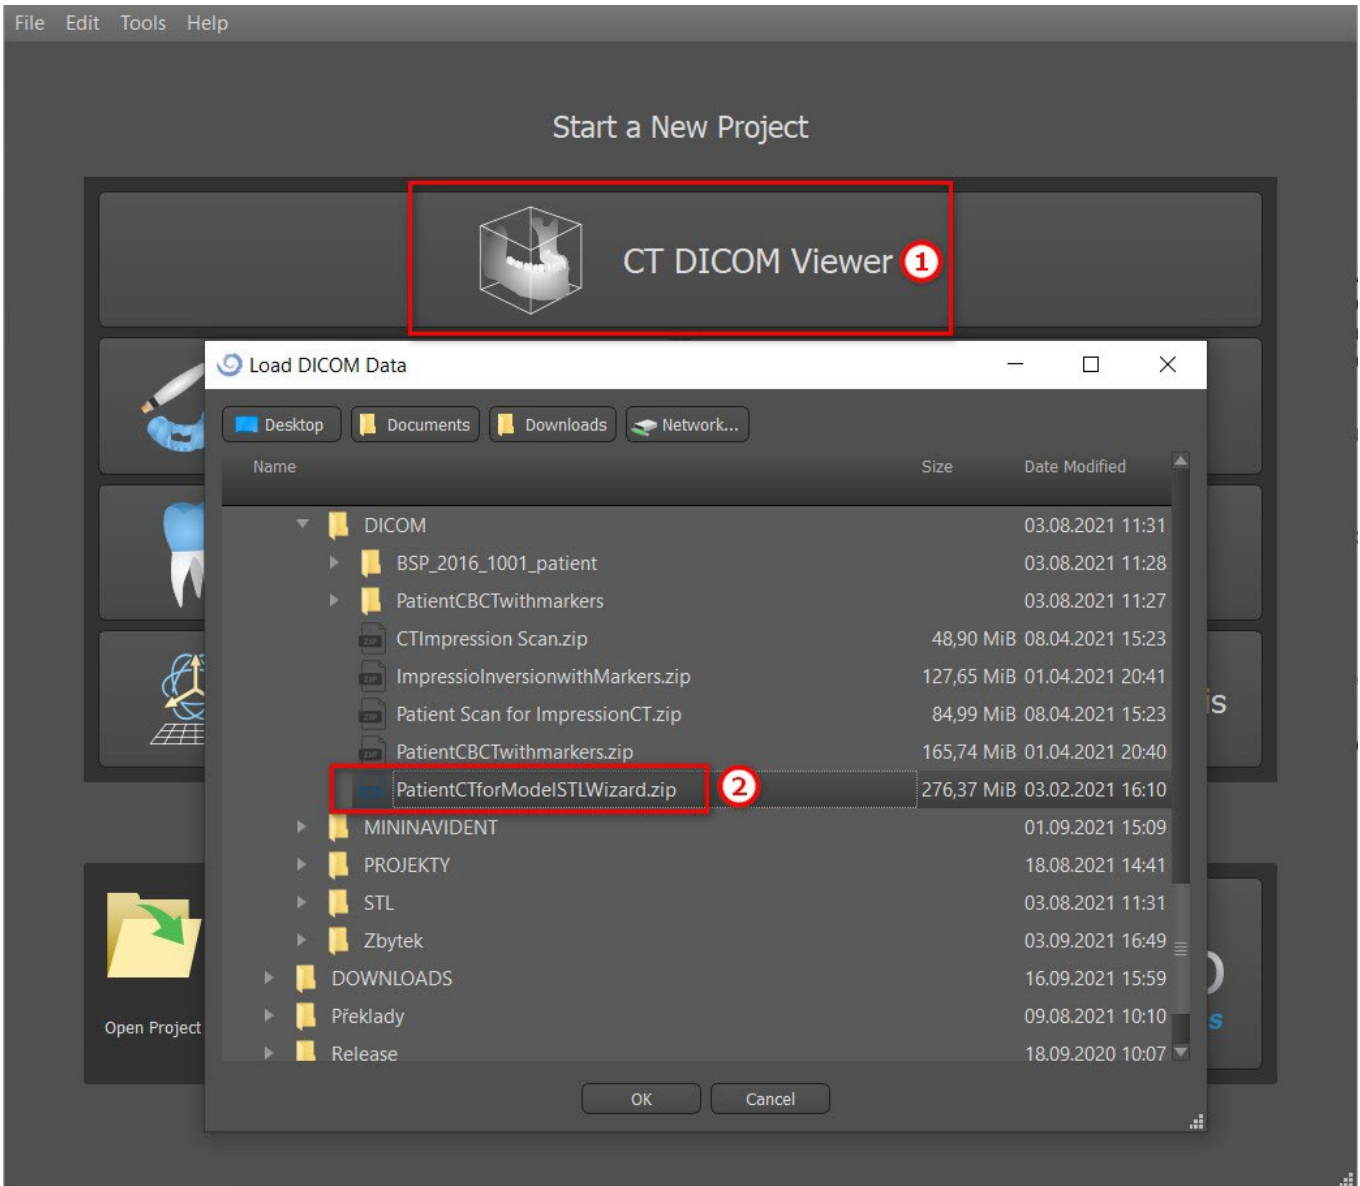 File Edit Tools Help
Start a New Project
CT DICOM Viewer 1
Load DICOM Data
Desktop Documents Downloads Network...
Name Size Date Modified
DICOM 03.08.2021 11:31
BSP_2016_1001_patient 03.08.2021 11:28
PatientCBCTwithmarkers 03.08.2021 11:27
CTImpression Scan.zip 48,90 MiB 08.04.2021 15:23
ImpressioInversionwithMarkers.zip 127,65 MiB 01.04.2021 20:41
Patient Scan for ImpressionCT.zip 84,99 MiB 08.04.2021 15:23
PatientCBCTwithmarkers.zip 165,74 MiB 01.04.2021 20:40
PatientCTforModelSTLWizard.zip 2 276,37 MiB 03.02.2021 16:10
MININAVIDENT 01.09.2021 15:09
PROJEKTY 18.08.2021 14:41
STL 03.08.2021 11:31
Zbytek 03.09.2021 16:49
DOWNLOADS 16.09.2021 15:59
Překlady 09.08.2021 10:10
Release 18.09.2020 10:07
Open Project
OK Cancel